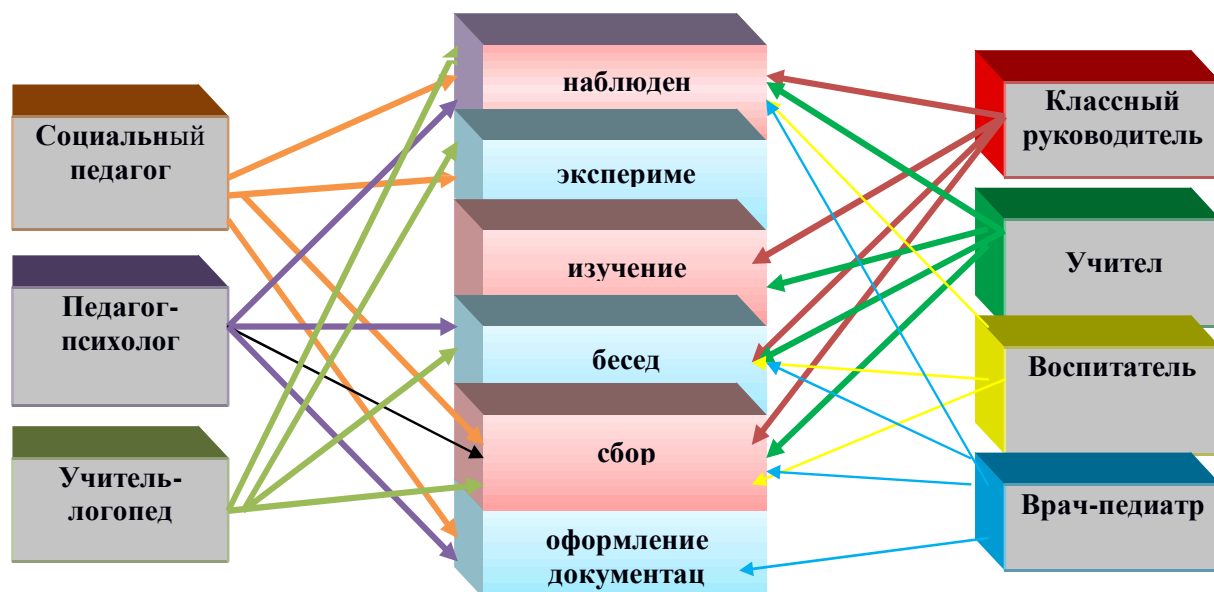 Социальный
педагог
Педагог-
психолог
Учитель-
логопед
наблюден
экспериме
изучение
бесед
сбор
оформление
документац
Классный
руководитель
Учител
Воспитатель
Врач-педиатр